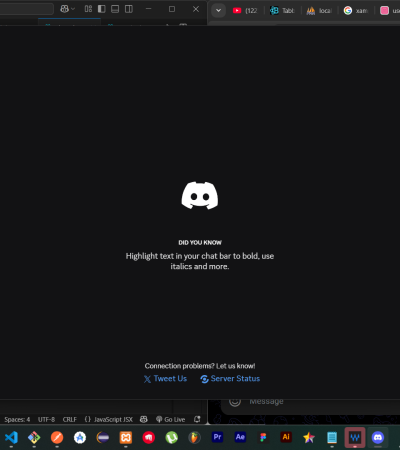 (122
Tabl
loca
xam
us
DID YOU KNOW
Highlight text in your chat bar to bold, use
italics and more.
Connection problems? Let us know!
Tweet Us Server Status
Message
Spaces: 4 UTF-8 CRLF {} JavaScript JSX Go Live
Pr Ae Ai W